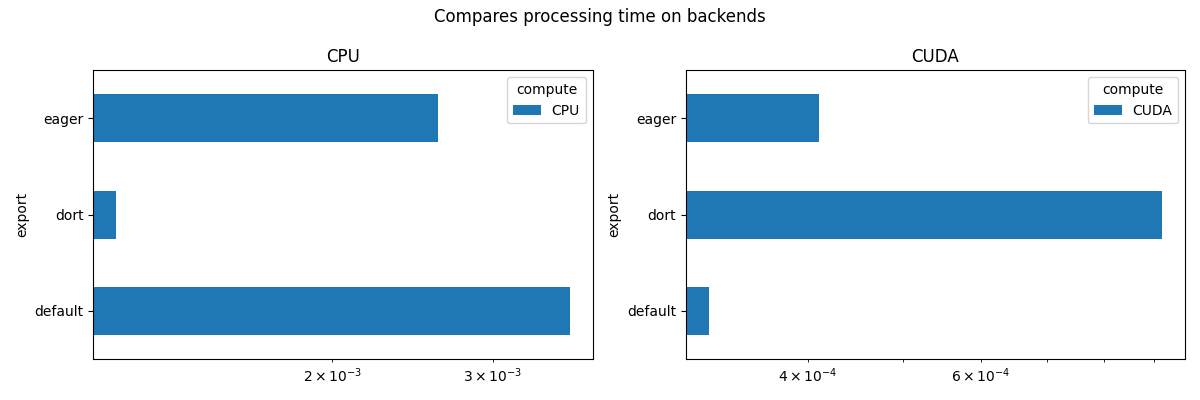 Compares processing time on backends
CPU
compute
CPU
eager
dort
default
export
2 × 10⁻³
3 × 10⁻³
CUDA
compute
CUDA
eager
dort
default
export
4 × 10⁻⁴
6 × 10⁻⁴